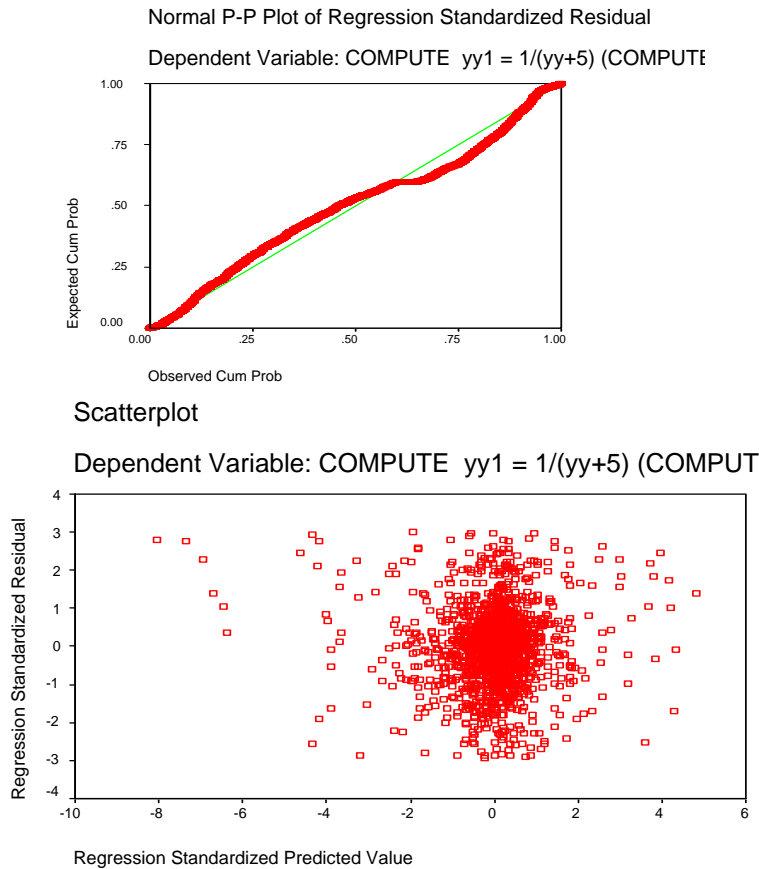 Normal P-P Plot of Regression Standardized Residual
Dependent Variable: COMPUTE yy1 = 1/(yy+5) (COMPUTE
Expected Cum Prob
1.00
.75
.50
.25
0.00
0.00 .25 .50 .75 1.00
Observed Cum Prob
Scatterplot
Dependent Variable: COMPUTE yy1 = 1/(yy+5) (COMPUT
Regression Standardized Residual
4
3
2
1
0
-1
-2
-3
-4
-10 -8 -6 -4 -2 0 2 4 6
Regression Standardized Predicted Value